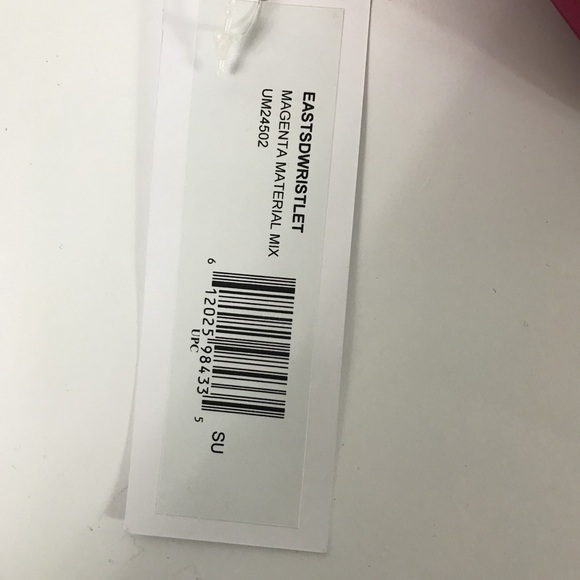 EASTSDWRISTLET
MAGENTA MATERIAL MIX
UM24502
6 12025 98433 5
UPC
SU